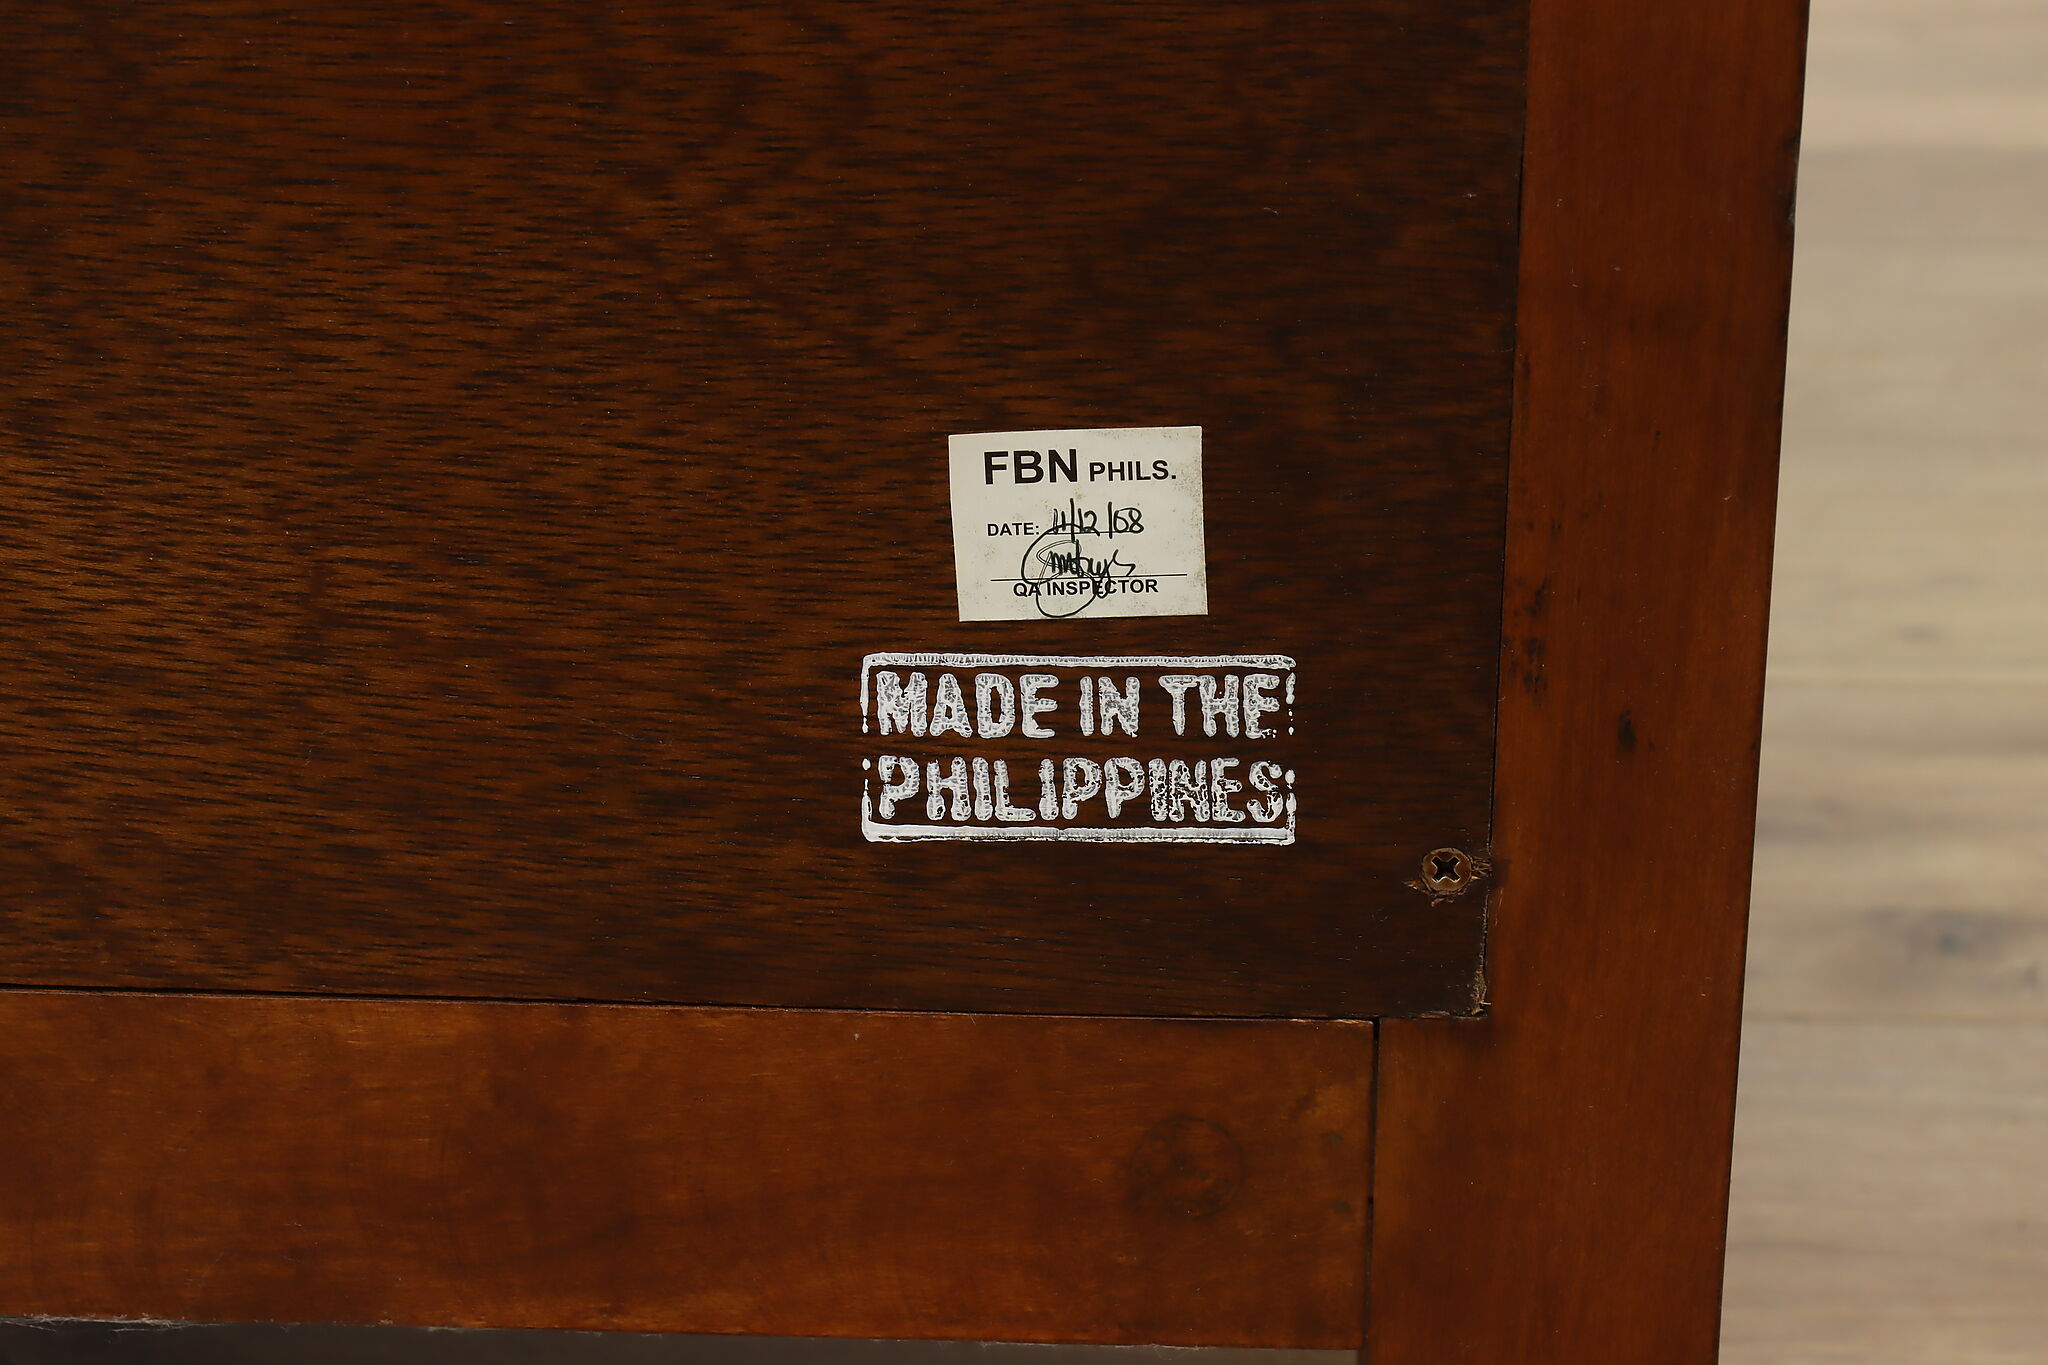 FBN PHILS.
DATE: 11/12/08
QA INSPECTOR
MADE IN THE
PHILIPPINES